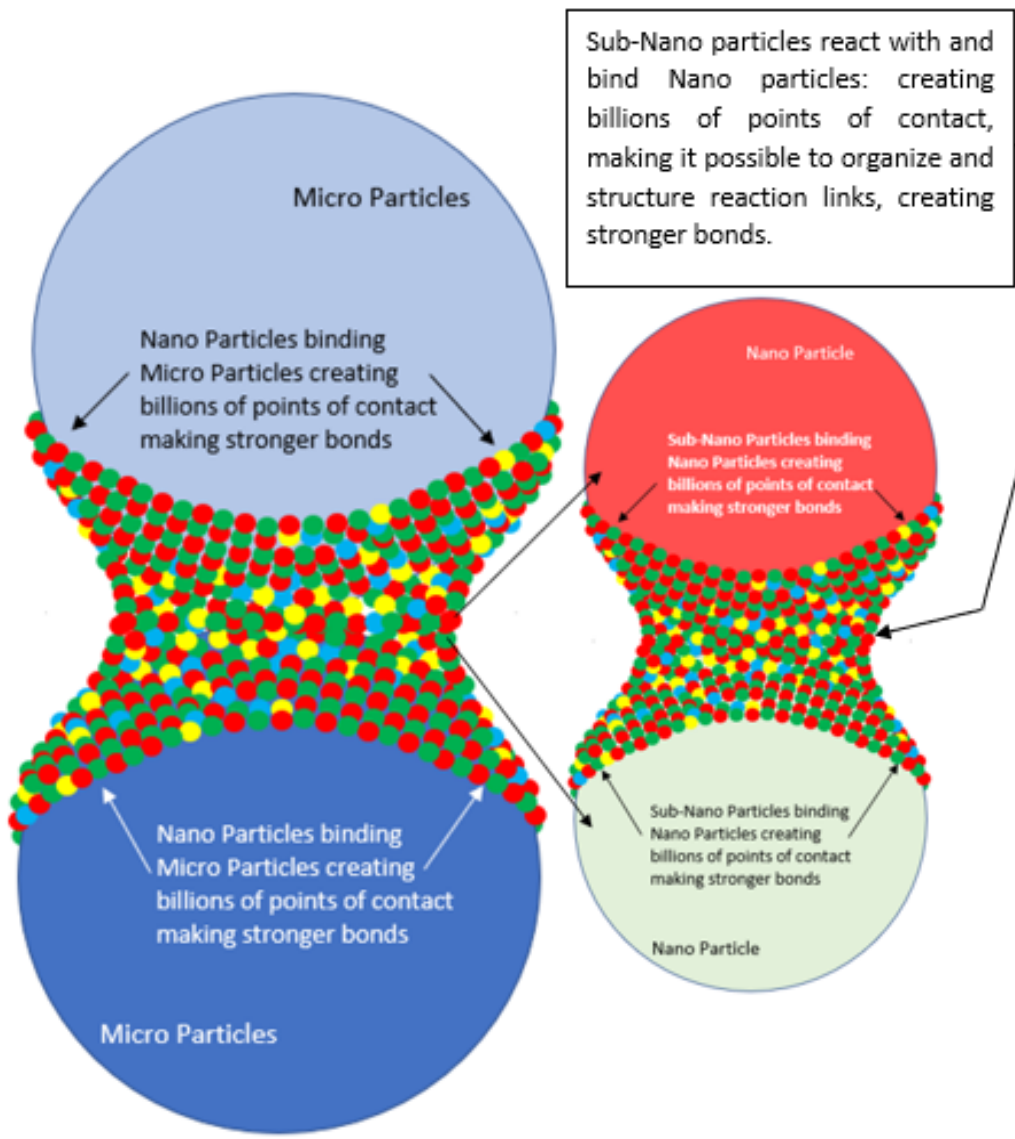 Sub-Nano particles react with and
bind Nano particles: creating
billions of points of contact,
making it possible to organize and
structure reaction links, creating
stronger bonds.
Micro Particles
Nano Particles binding
Micro Particles creating
billions of points of contact
making stronger bonds
Nano Particle
Sub-Nano Particles binding
Nano Particles creating
billions of points of contact
making stronger bonds
Nano Particles binding
Micro Particles creating
billions of points of contact
making stronger bonds
Micro Particles
Sub-Nano Particles binding
Nano Particles creating
billions of points of contact
making stronger bonds
Nano Particle